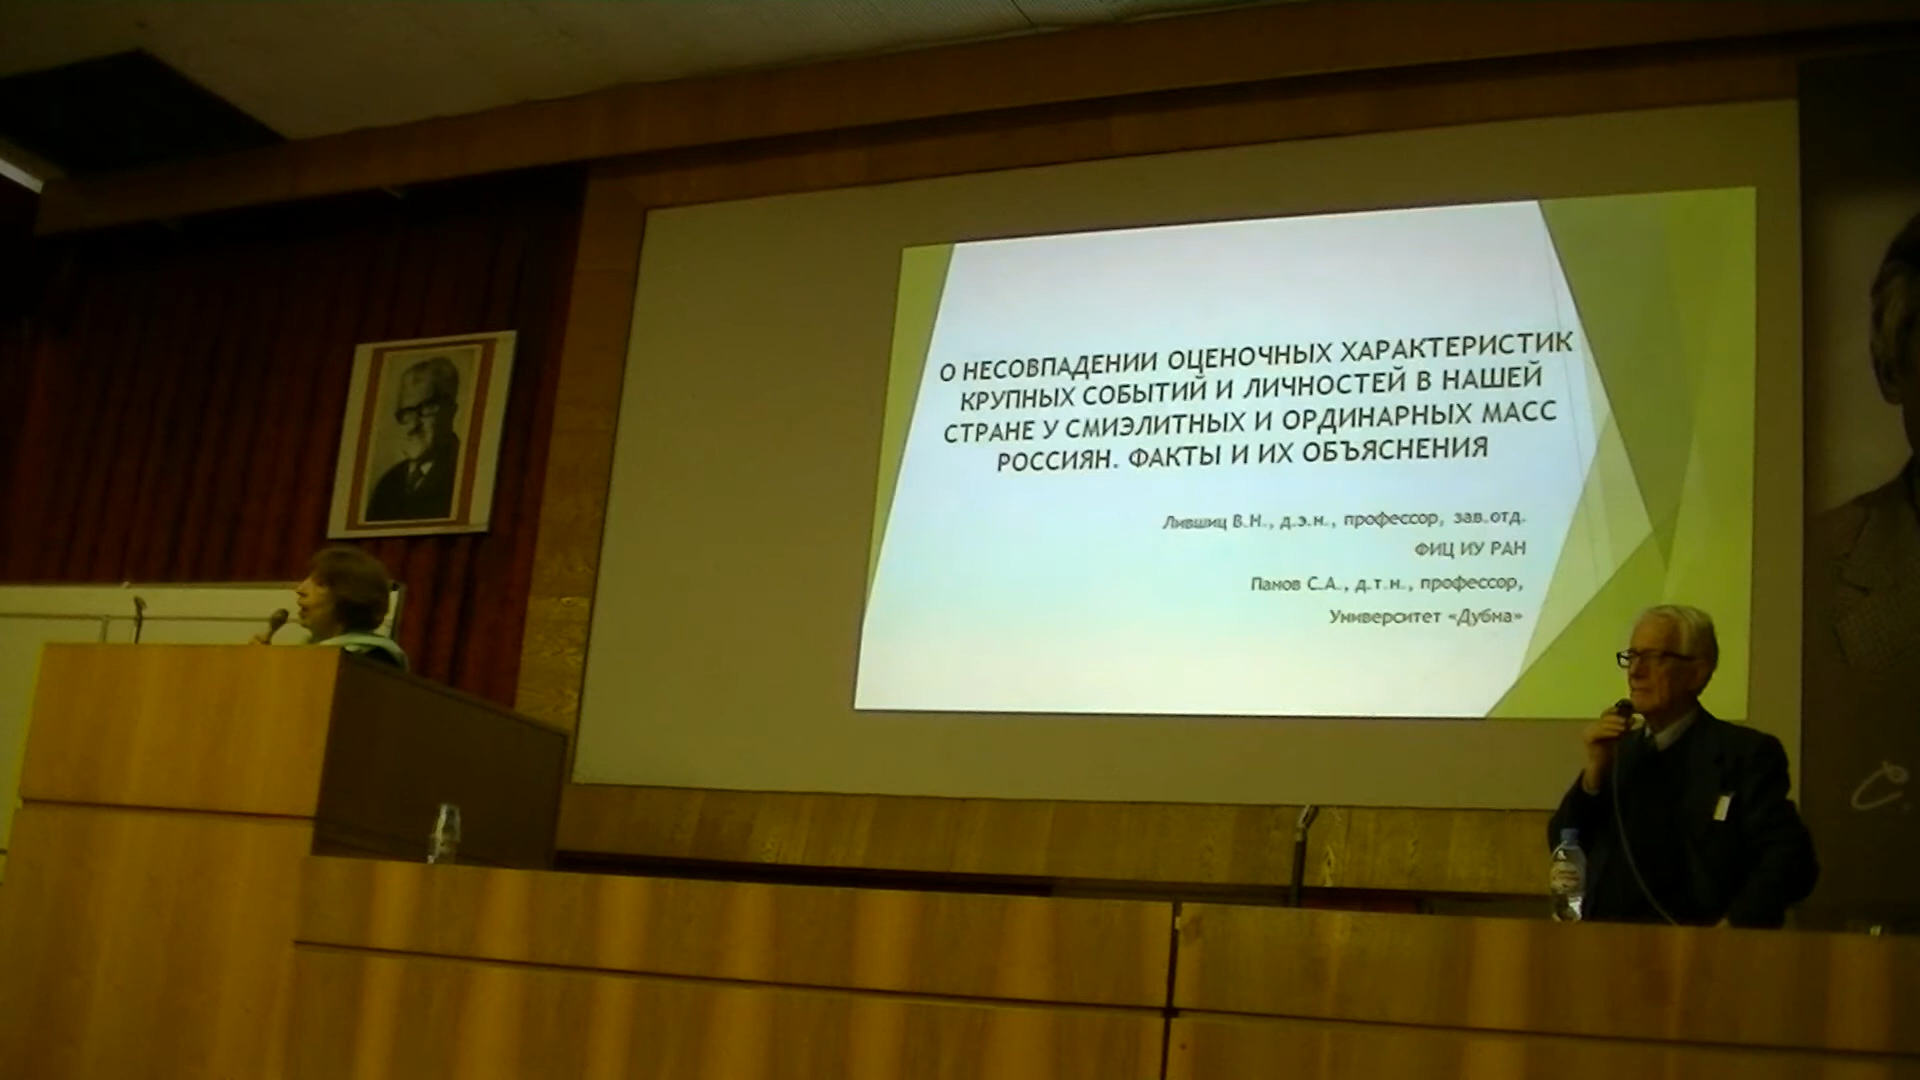 О НЕСОВПАДЕНИИ ОЦЕНОЧНЫХ ХАРАКТЕРИСТИК
КРУПНЫХ СОБЫТИЙ И ЛИЧНОСТЕЙ В НАШЕЙ
СТРАНЕ У СМИЭЛИТНЫХ И ОРДИНАРНЫХ МАСС
РОССИЯН. ФАКТЫ И ИХ ОБЪЯСНЕНИЯ
Лившиц В.Н., д.э.н., профессор, зав.отд.
ФИЦ ИУ РАН
Панов С.А., д.т.н., профессор,
Университет «Дубна»